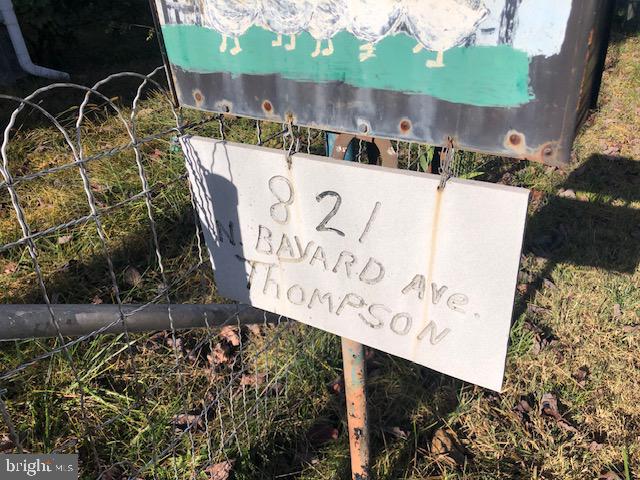 821
N. BAYARD Ave.
THOMPSON
bright MLS